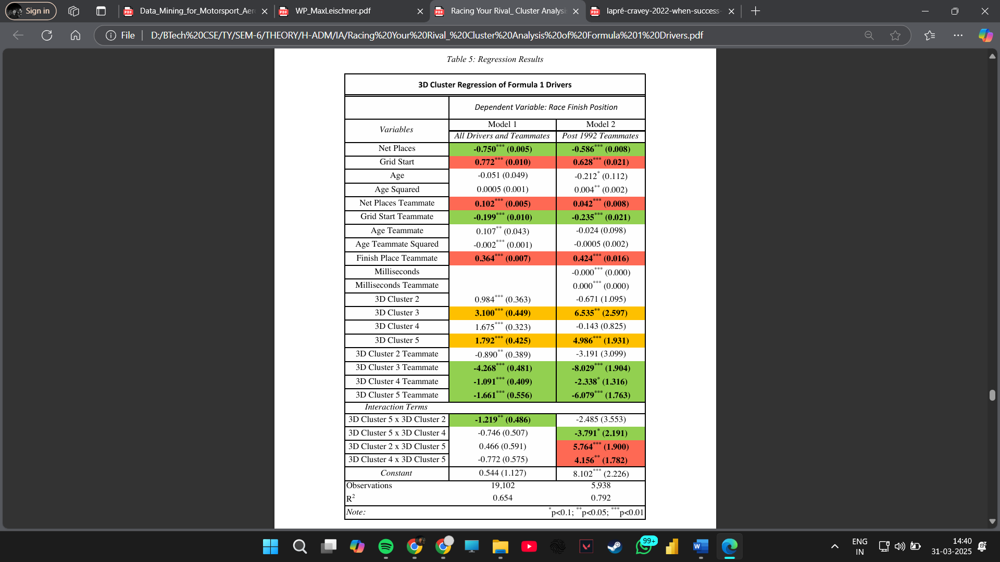 Sign in
Data_Mining_for_Motorsport_Aer
WP_MaxLeischner.pdf
Racing Your Rival_ Cluster Analysis
lapré-cravey-2022-when-success-
File
D:/BTech%20CSE/TY/SEM-6/THEORY/H-ADM/IA/Racing%20Your%20Rival_%20Cluster%20Analysis%20of%20Formula%201%20Drivers.pdf
Table 5: Regression Results
3D Cluster Regression of Formula 1 Drivers
Dependent Variable: Race Finish Position
Variables Model 1 Model 2
All Drivers and Teammates Post 1992 Teammates
Net Places -0.750*** (0.005) -0.586*** (0.008)
Grid Start 0.772*** (0.010) 0.628*** (0.021)
Age -0.051 (0.049) -0.212* (0.112)
Age Squared 0.0005 (0.001) 0.004** (0.002)
Net Places Teammate 0.102*** (0.005) 0.042*** (0.008)
Grid Start Teammate -0.199*** (0.010) -0.235*** (0.021)
Age Teammate 0.107** (0.043) -0.024 (0.098)
Age Teammate Squared -0.002*** (0.001) -0.0005 (0.002)
Finish Place Teammate 0.364*** (0.007) 0.424*** (0.016)
Milliseconds -0.000*** (0.000)
Milliseconds Teammate 0.000*** (0.000)
3D Cluster 2 0.984*** (0.363) -0.671 (1.095)
3D Cluster 3 3.100*** (0.449) 6.535** (2.597)
3D Cluster 4 1.675*** (0.323) -0.143 (0.825)
3D Cluster 5 1.792*** (0.425) 4.986*** (1.931)
3D Cluster 2 Teammate -0.890** (0.389) -3.191 (3.099)
3D Cluster 3 Teammate -4.268*** (0.481) -8.029*** (1.904)
3D Cluster 4 Teammate -1.091*** (0.409) -2.338* (1.316)
3D Cluster 5 Teammate -1.661*** (0.556) -6.079*** (1.763)
Interaction Terms
3D Cluster 5 x 3D Cluster 2 -1.219** (0.486) -2.485 (3.553)
3D Cluster 5 x 3D Cluster 4 -0.746 (0.507) -3.791* (2.191)
3D Cluster 2 x 3D Cluster 5 0.466 (0.591) 5.764*** (1.900)
3D Cluster 4 x 3D Cluster 5 -0.772 (0.575) 4.156** (1.782)
Constant 0.544 (1.127) 8.102*** (2.226)
Observations 19,102 5,938
R² 0.654 0.792
Note: *p<0.1; **p<0.05; ***p<0.01
99+
ENG
IN
14:40
31-03-2025